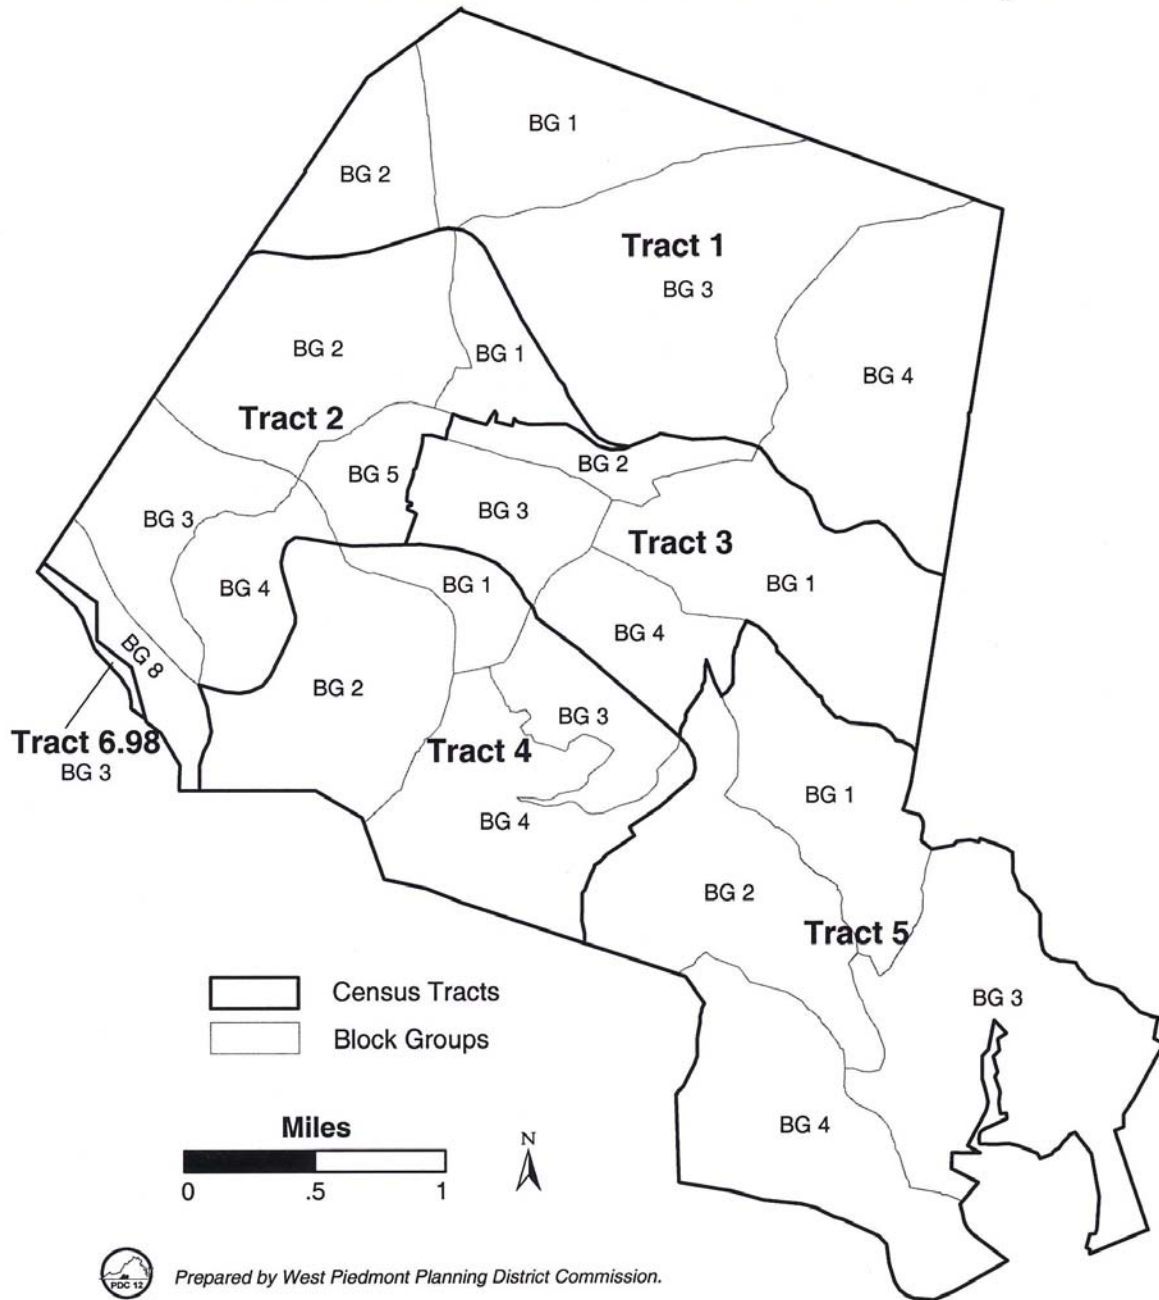 BG 1
BG 2
Tract 1
BG 3
BG 2
BG 1
BG 4
Tract 2
BG 2
BG 5
BG 3
BG 3
Tract 3
BG 4
BG 1
BG 1
BG 4
BG 8
BG 2
BG 3
Tract 6.98
BG 3
Tract 4
BG 1
BG 4
BG 2
Tract 5
BG 3
Census Tracts
Block Groups
BG 4
Miles
0 .5 1
N
PDC 12
Prepared by West Piedmont Planning District Commission.